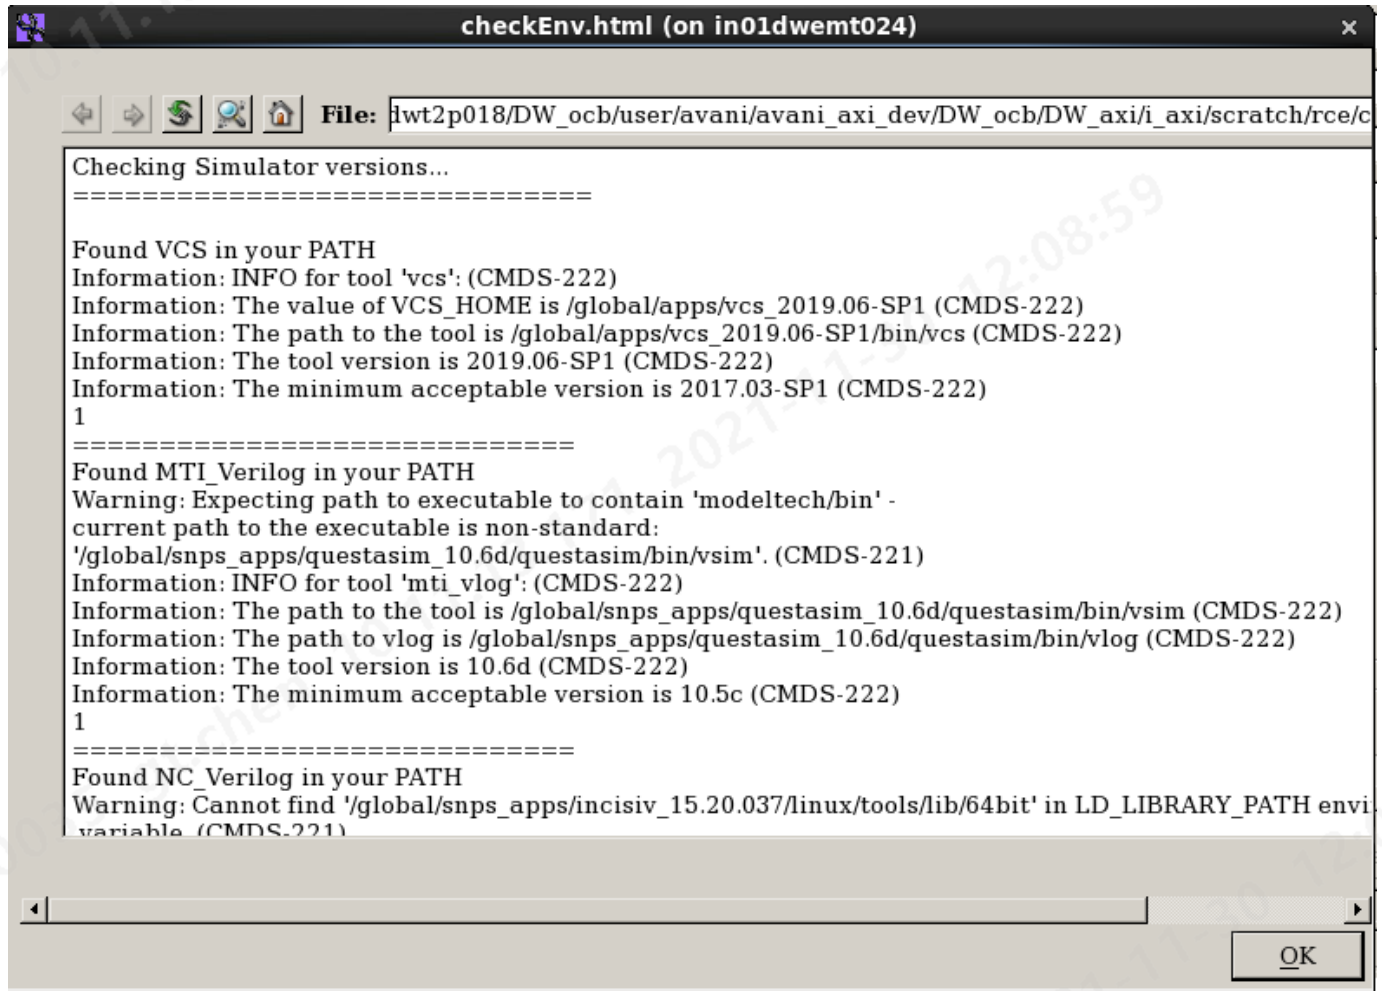 checkEnv.html (on in01dwemt024)
File: dwt2p018/DW_ocb/user/avani/avani_axi_dev/DW_ocb/DW_axi/i_axi/scratch/rce/c
Checking Simulator versions...
==============================
Found VCS in your PATH
Information: INFO for tool 'vcs': (CMDS-222)
Information: The value of VCS_HOME is /global/apps/vcs_2019.06-SP1 (CMDS-222)
Information: The path to the tool is /global/apps/vcs_2019.06-SP1/bin/vcs (CMDS-222)
Information: The tool version is 2019.06-SP1 (CMDS-222)
Information: The minimum acceptable version is 2017.03-SP1 (CMDS-222)
1
=============================
Found MTI_Verilog in your PATH
Warning: Expecting path to executable to contain 'modeltech/bin' -
current path to the executable is non-standard:
'/global/snps_apps/questasim_10.6d/questasim/bin/vsim'. (CMDS-221)
Information: INFO for tool 'mti_vlog': (CMDS-222)
Information: The path to the tool is /global/snps_apps/questasim_10.6d/questasim/bin/vsim (CMDS-222)
Information: The path to vlog is /global/snps_apps/questasim_10.6d/questasim/bin/vlog (CMDS-222)
Information: The tool version is 10.6d (CMDS-222)
Information: The minimum acceptable version is 10.5c (CMDS-222)
1
=============================
Found NC_Verilog in your PATH
Warning: Cannot find '/global/snps_apps/incisiv_15.20.037/linux/tools/lib/64bit' in LD_LIBRARY_PATH envi
variable. (CMDS-221)
OK